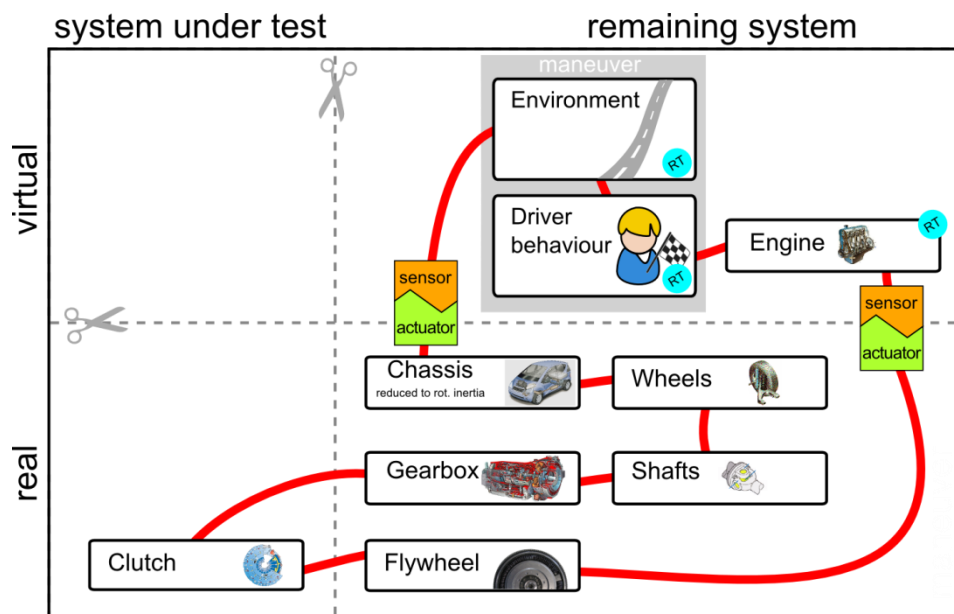 system under test
remaining system
virtual
real
maneuver
Environment
RT
Driver
behaviour
RT
Engine
RT
sensor
actuator
sensor
actuator
Chassis
reduced to rot. inertia
Wheels
Gearbox
Shafts
Clutch
Flywheel